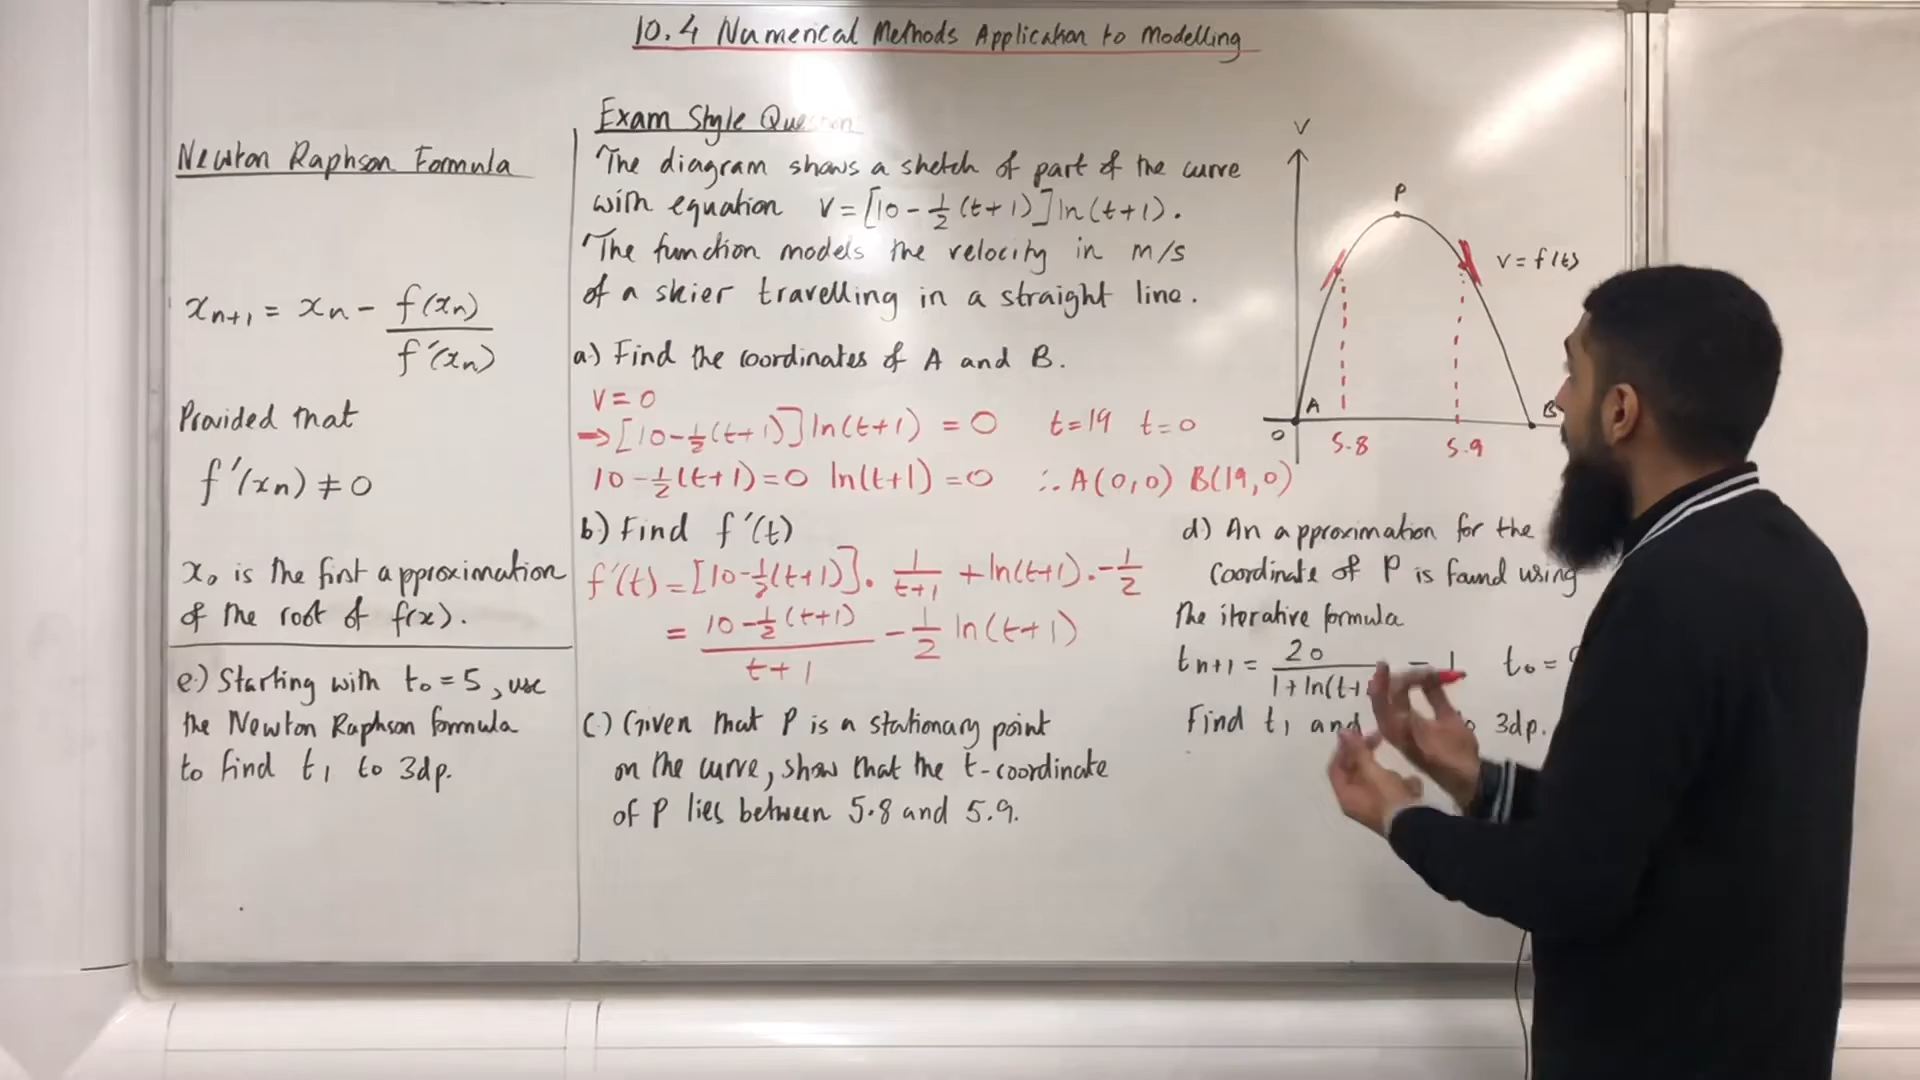 10.4 Numerical Methods Application to Modelling
Newton Raphson Formula
xₙ₊₁ = xₙ - f(xₙ) / f'(xₙ)
Provided that
f'(xₙ) ≠ 0
x₀ is the first approximation
of the root of f(x).
e.) Starting with t₀ = 5, use
the Newton Raphson formula
to find t₁ to 3dp.
Exam Style
The diagram shows a sketch of part of the curve
with equation V = [10 - 1/2 (t+1)] ln(t+1).
The function models the velocity in m/s
of a skier travelling in a straight line.
a.) Find the coordinates of A and B.
V = 0
⇒ [10 - 1/2 (t+1)] ln(t+1) = 0 t = 19 t = 0
10 - 1/2 (t+1) = 0 ln(t+1) = 0 ∴ A(0,0) B(19,0)
b.) Find f'(t)
f'(t) = [10 - 1/2 (t+1)] . 1/(t+1) + ln(t+1) . - 1/2
= (10 - 1/2 (t+1)) / (t+1) - 1/2 ln(t+1)
C.) Given that P is a stationary point
on the curve, show that the t-coordinate
of P lies between 5.8 and 5.9.
V
P
V = f(t)
A
B
0
5.8 5.9
d) An approximation for the
coordinate of P is found using
the iterative formula
tₙ₊₁ = 20 / 1 + ln(t+ - 1 t₀ =
Find t₁ and 3dp.